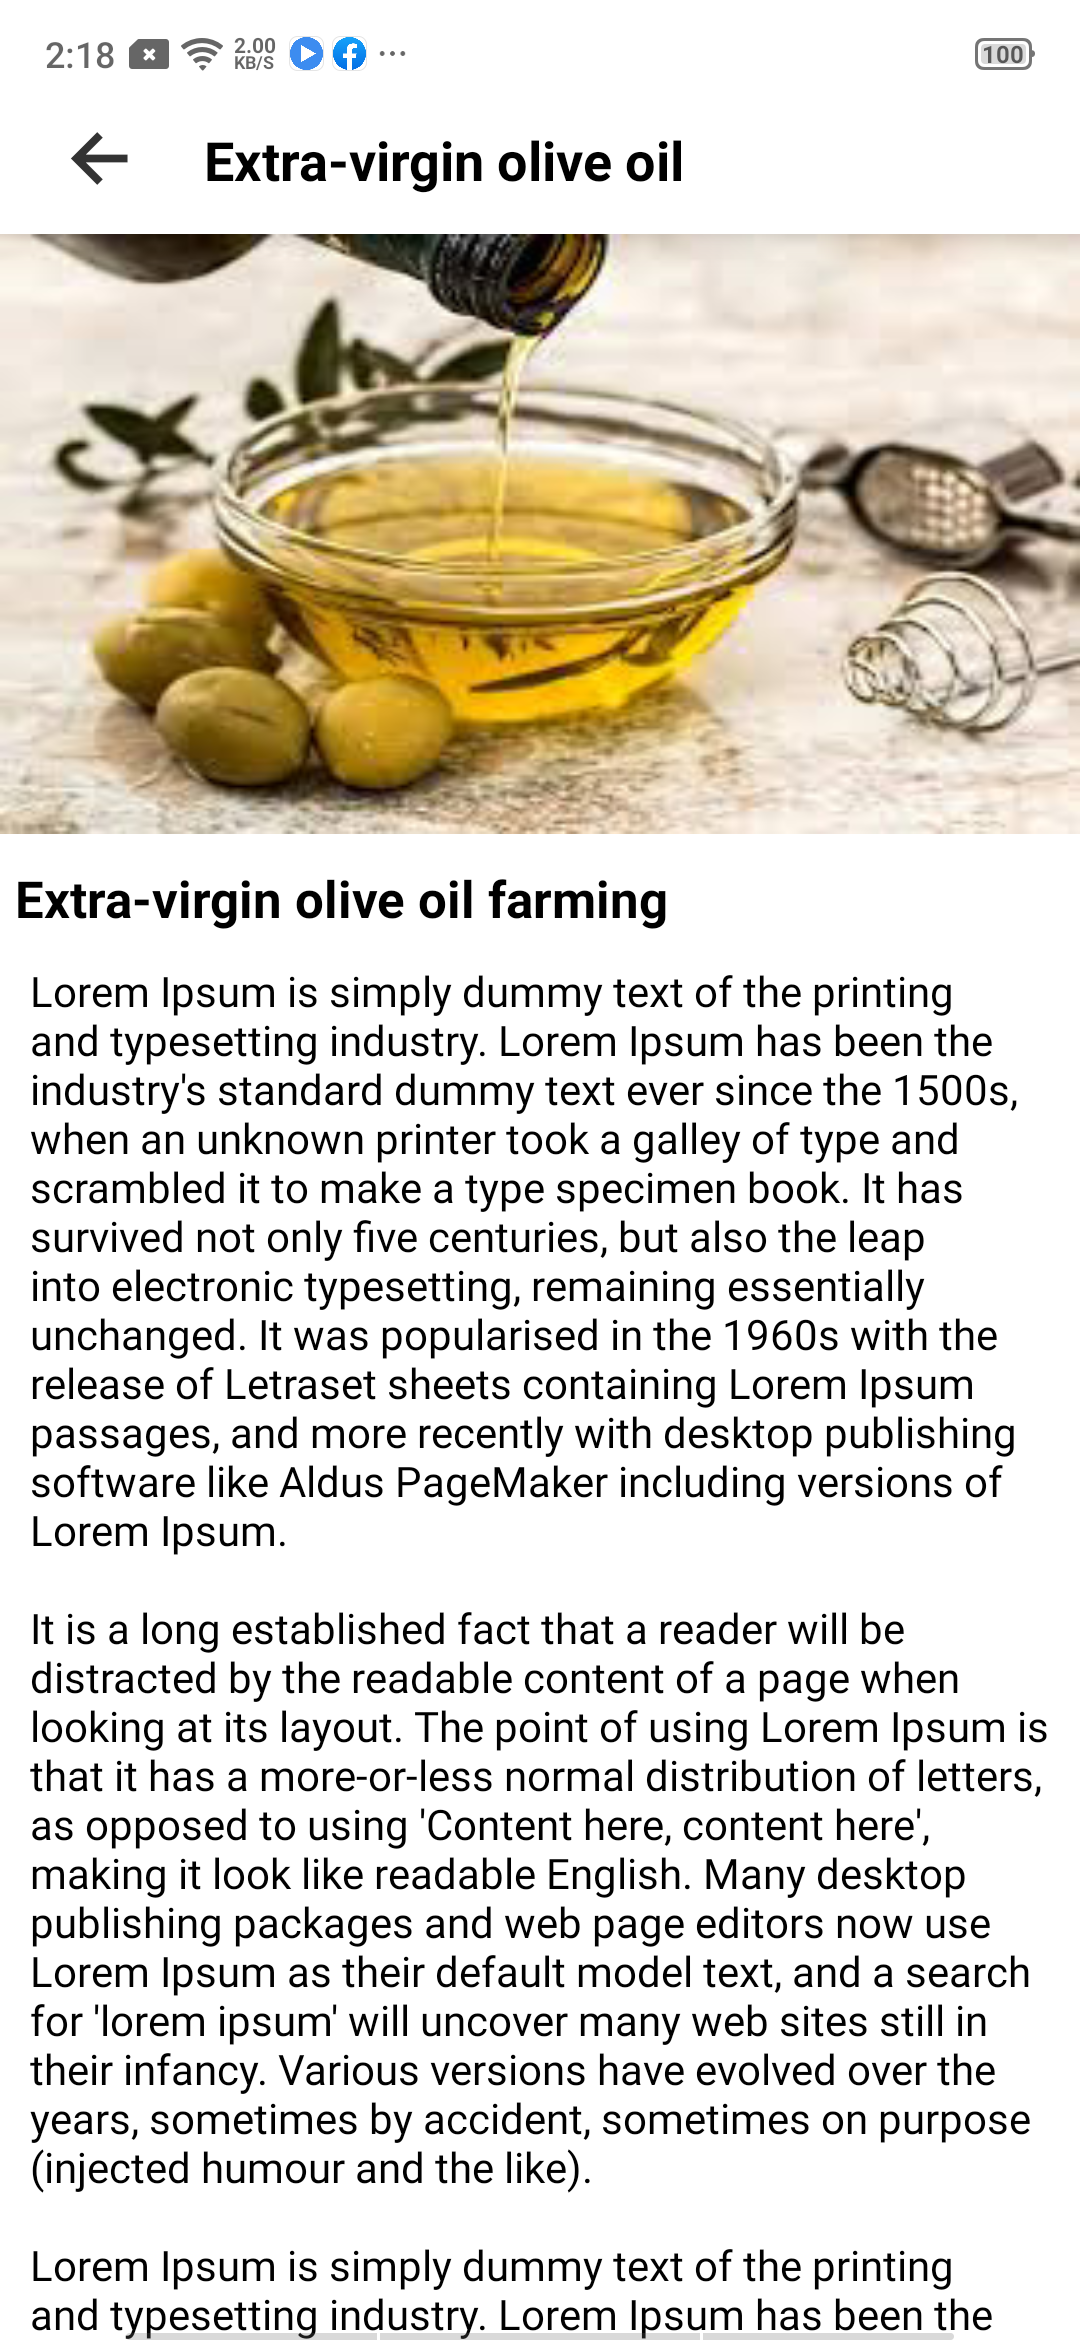 2:18 2.00 KB/S 100
Extra-virgin olive oil
Extra-virgin olive oil farming
Lorem Ipsum is simply dummy text of the printing
and typesetting industry. Lorem Ipsum has been the
industry's standard dummy text ever since the 1500s,
when an unknown printer took a galley of type and
scrambled it to make a type specimen book. It has
survived not only five centuries, but also the leap
into electronic typesetting, remaining essentially
unchanged. It was popularised in the 1960s with the
release of Letraset sheets containing Lorem Ipsum
passages, and more recently with desktop publishing
software like Aldus PageMaker including versions of
Lorem Ipsum.
It is a long established fact that a reader will be
distracted by the readable content of a page when
looking at its layout. The point of using Lorem Ipsum is
that it has a more-or-less normal distribution of letters,
as opposed to using 'Content here, content here',
making it look like readable English. Many desktop
publishing packages and web page editors now use
Lorem Ipsum as their default model text, and a search
for 'lorem ipsum' will uncover many web sites still in
their infancy. Various versions have evolved over the
years, sometimes by accident, sometimes on purpose
(injected humour and the like).
Lorem Ipsum is simply dummy text of the printing
and typesetting industry. Lorem Ipsum has been the